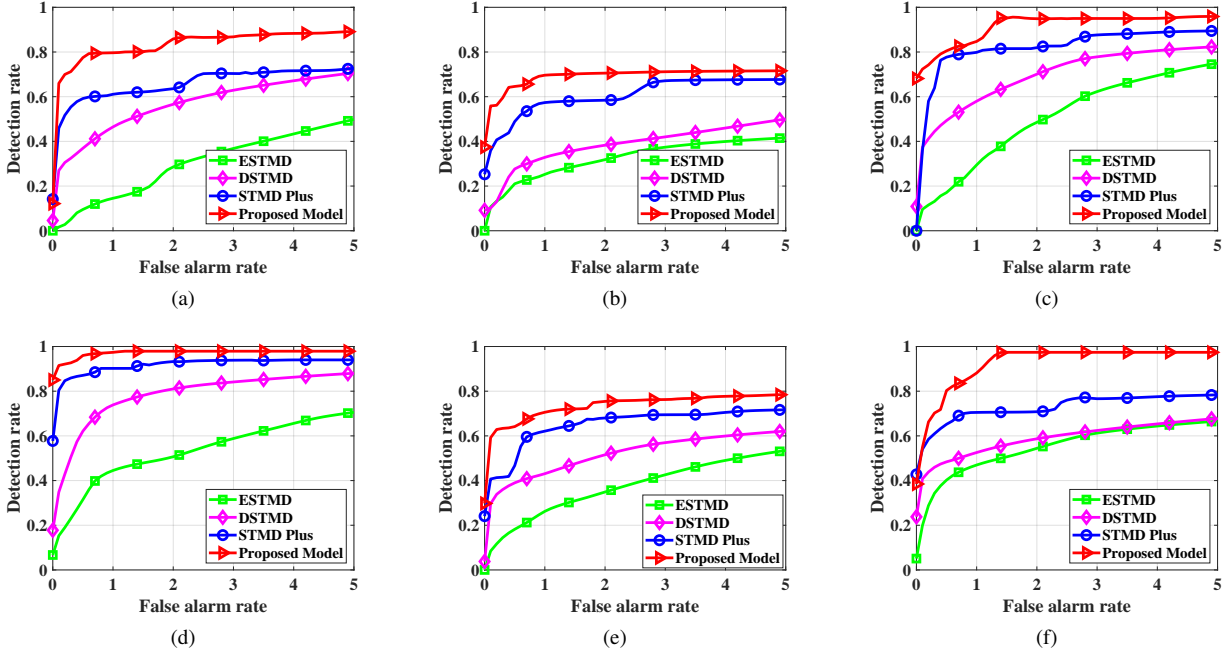 1
0.8
0.6
0.4
0.2
0
Detection rate
0 1 2 3 4 5
False alarm rate
ESTMD
DSTMD
STMD Plus
Proposed Model
(a)
1
0.8
0.6
0.4
0.2
0
Detection rate
0 1 2 3 4 5
False alarm rate
ESTMD
DSTMD
STMD Plus
Proposed Model
(b)
1
0.8
0.6
0.4
0.2
0
Detection rate
0 1 2 3 4 5
False alarm rate
ESTMD
DSTMD
STMD Plus
Proposed Model
(c)
1
0.8
0.6
0.4
0.2
0
Detection rate
0 1 2 3 4 5
False alarm rate
ESTMD
DSTMD
STMD Plus
Proposed Model
(d)
1
0.8
0.6
0.4
0.2
0
Detection rate
0 1 2 3 4 5
False alarm rate
ESTMD
DSTMD
STMD Plus
Proposed Model
(e)
1
0.8
0.6
0.4
0.2
0
Detection rate
0 1 2 3 4 5
False alarm rate
ESTMD
DSTMD
STMD Plus
Proposed Model
(f)